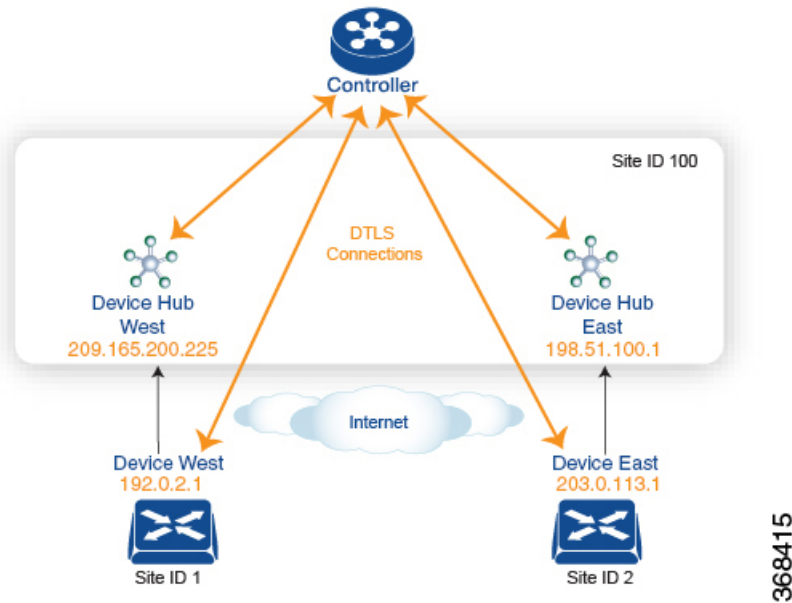 Controller
Site ID 100
DTLS
Connections
Device Hub
West
209.165.200.225
Device Hub
East
198.51.100.1
Internet
Device West
192.0.2.1
Site ID 1
Device East
203.0.113.1
Site ID 2
368415